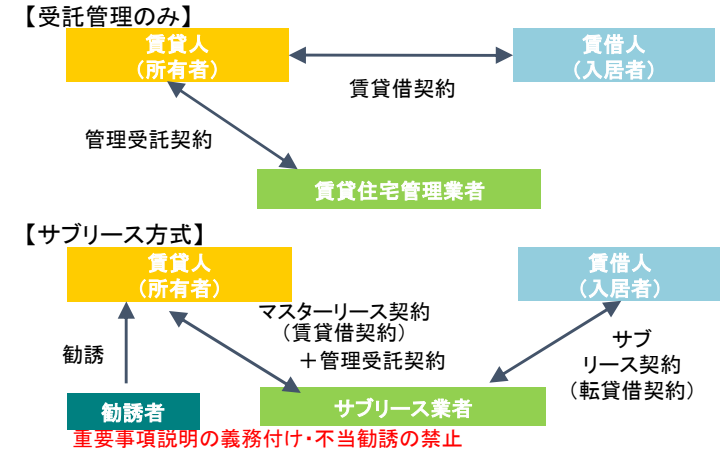 【受託管理のみ】
賃貸人
（所有者）
賃借人
（入居者）
賃貸借契約
管理受託契約
賃貸住宅管理業者
【サブリース方式】
賃貸人
（所有者）
賃借人
（入居者）
マスターリース契約
（賃貸借契約）
＋管理受託契約
サブ
リース契約
（転貸借契約）
勧誘
勧誘者
サブリース業者
重要事項説明の義務付け・不当勧誘の禁止